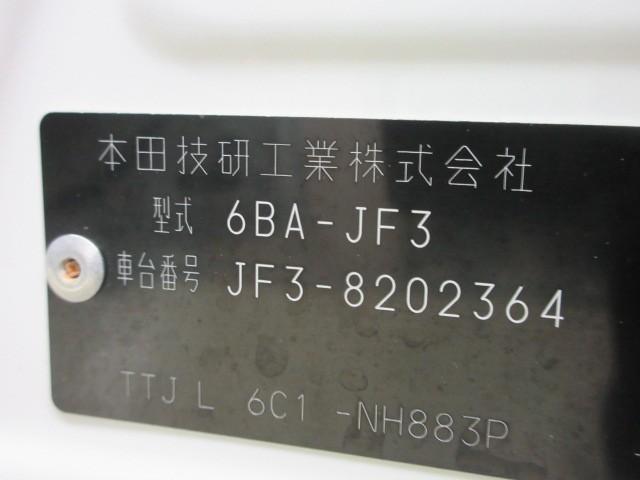 本田技研工業株式会社
型式 6BA-JF3
車台番号 JF3-8202364
TTJ L 6C1 -NH883P